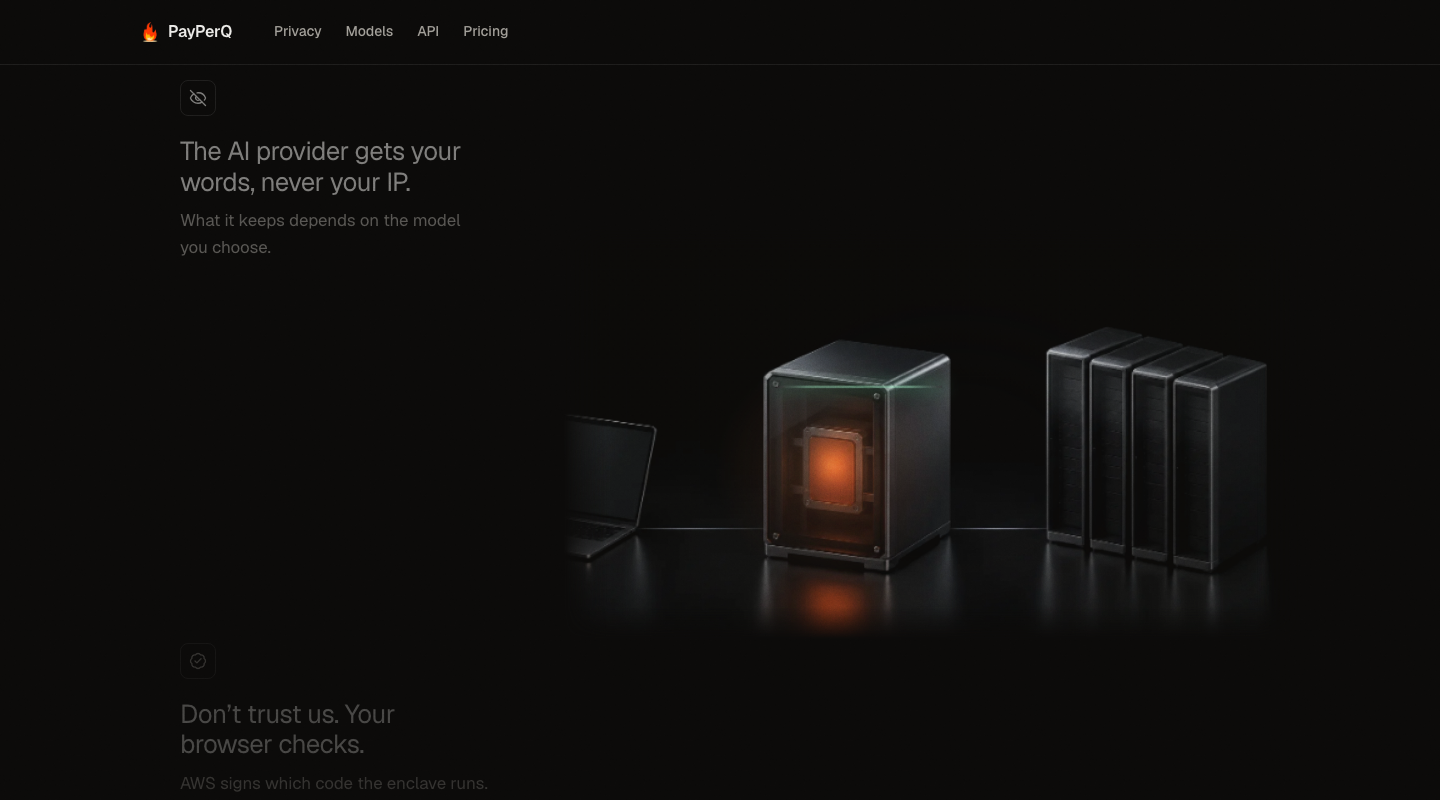 PayPerQ
Privacy
Models
API
Pricing
The AI provider gets your
words, never your IP.
What it keeps depends on the model
you choose.
Don’t trust us. Your
browser checks.
AWS signs which code the enclave runs.